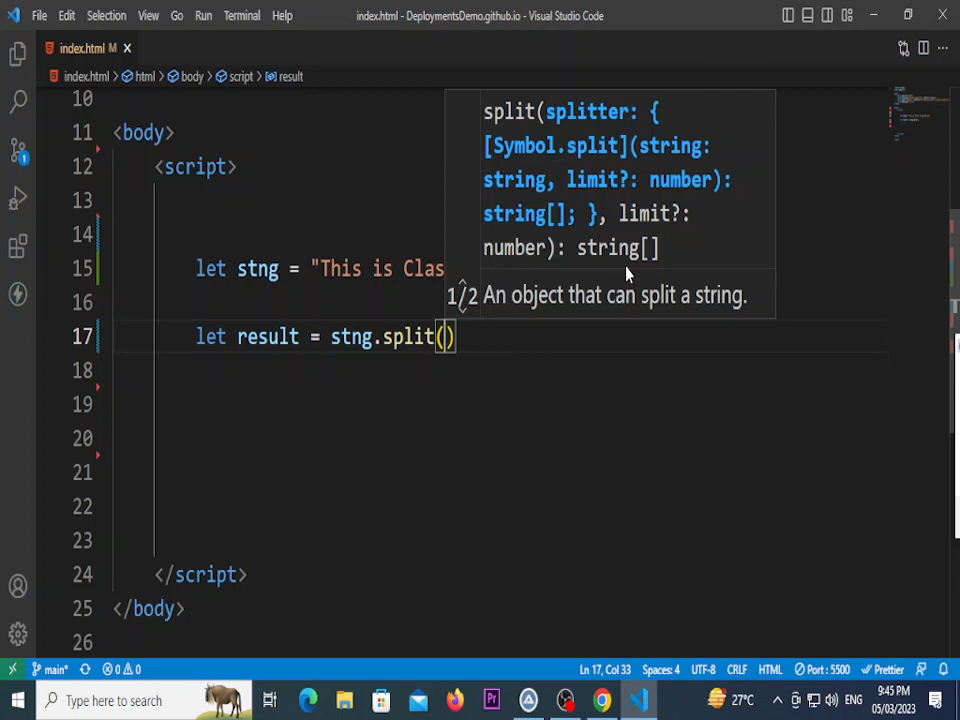 File Edit Selection View Go Run Terminal Help index.html - DeploymentsDemo.github.io - Visual Studio Code
index.html M
index.html > html > body > script > result
10
11 <body>
12 <script>
13
14
15 let stng = "This is Clas
16
17 let result = stng.split()
18
19
20
21
22
23
24 </script>
25 </body>
26
split(splitter: {
[Symbol.split](string:
string, limit?: number):
string[]; }, limit?:
number): string[]
1/2 An object that can split a string.
1
main* 0 0 Ln 17, Col 33 Spaces: 4 UTF-8 CRLF HTML Port : 5500 Prettier
Type here to search
Pr
27°C
ENG
9:45 PM
05/03/2023